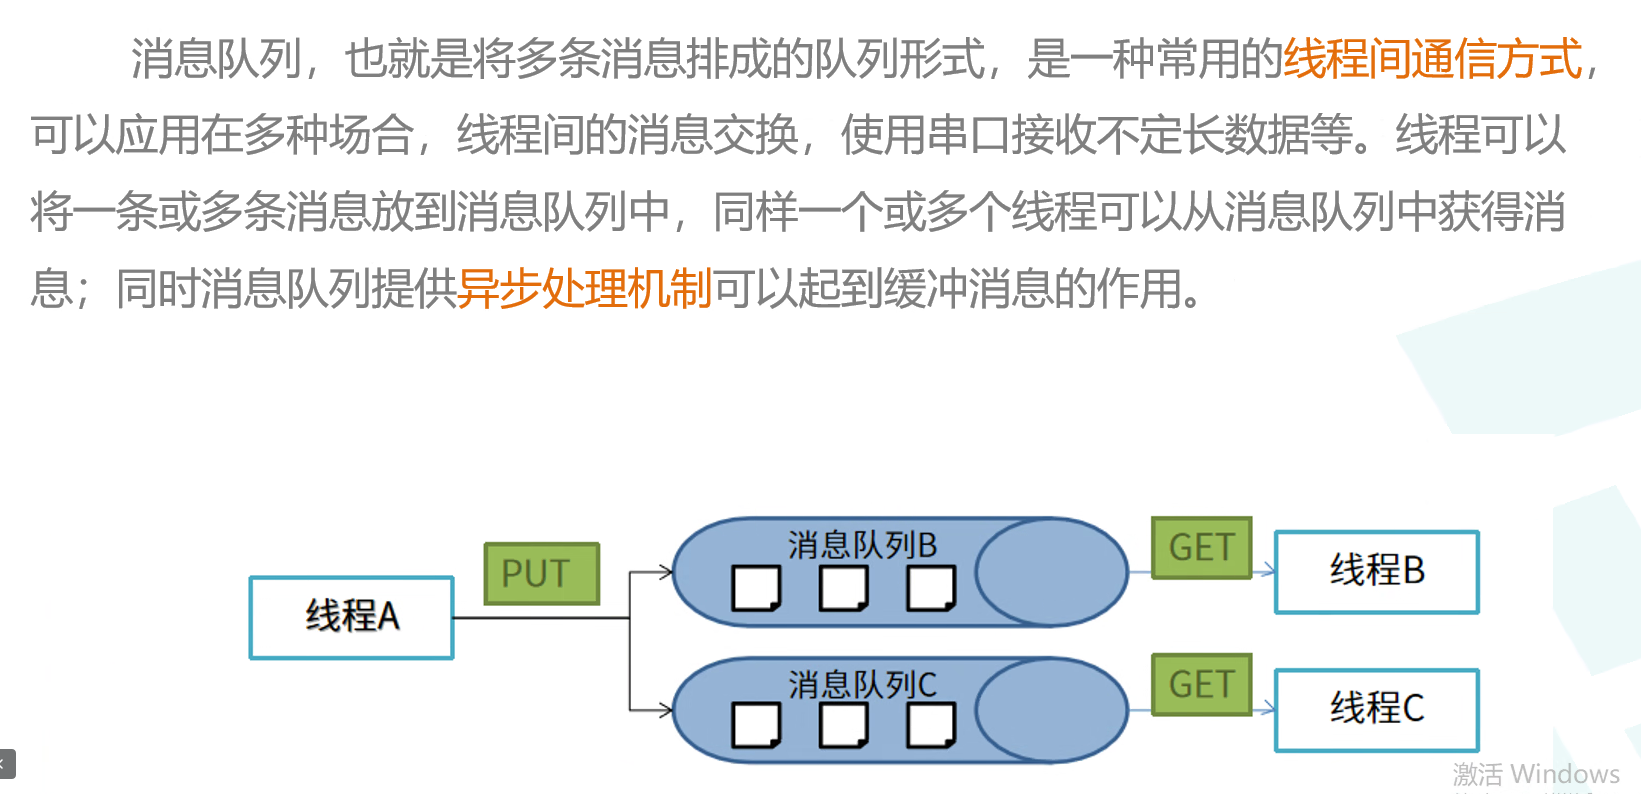 消息队列，也就是将多条消息排成的队列形式，是一种常用的线程间通信方式，
可以应用在多种场合，线程间的消息交换，使用串口接收不定长数据等。线程可以
将一条或多条消息放到消息队列中，同样一个或多个线程可以从消息队列中获得消
息；同时消息队列提供异步处理机制可以起到缓冲消息的作用。
线程A
PUT
消息队列B
GET
线程B
消息队列C
GET
线程C
激活 Windows